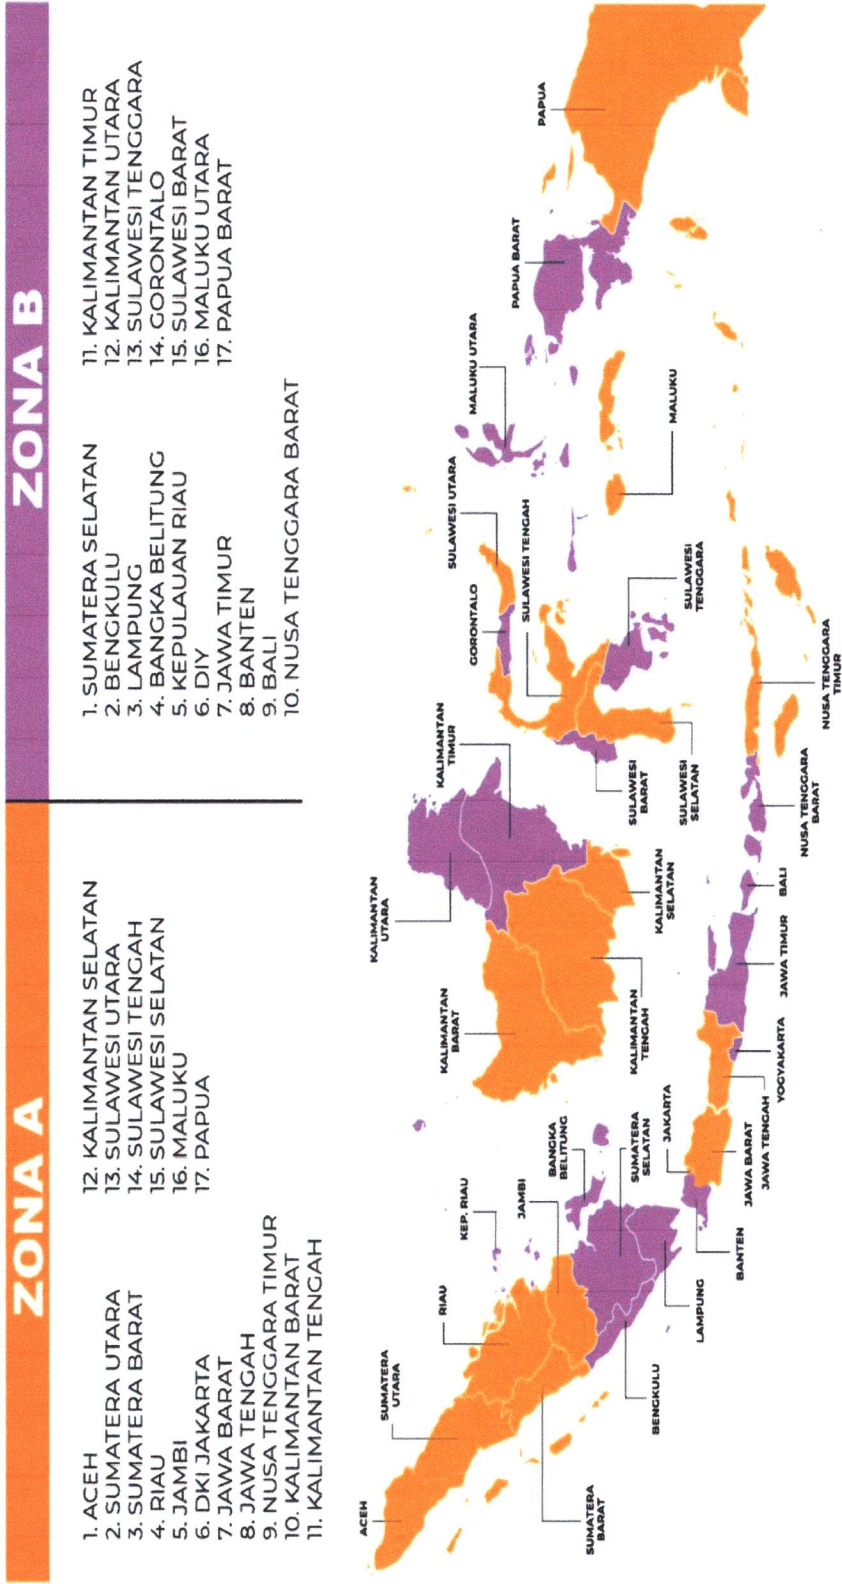 ZONA A
1. ACEH
2. SUMATERA UTARA
3. SUMATERA BARAT
4. RIAU
5. JAMBI
6. DKI JAKARTA
7. JAWA BARAT
8. JAWA TENGAH
9. NUSA TENGGARA TIMUR
10. KALIMANTAN BARAT
11. KALIMANTAN TENGAH
12. KALIMANTAN SELATAN
13. SULAWESI UTARA
14. SULAWESI TENGAH
15. SULAWESI SELATAN
16. MALUKU
17. PAPUA
ZONA B
1. SUMATERA SELATAN
2. BENGKULU
3. LAMPUNG
4. BANGKA BELITUNG
5. KEPULAUAN RIAU
6. DIY
7. JAWA TIMUR
8. BANTEN
9. BALI
10. NUSA TENGGARA BARAT
11. KALIMANTAN TIMUR
12. KALIMANTAN UTARA
13. SULAWESI TENGGARA
14. GORONTALO
15. SULAWESI BARAT
16. MALUKU UTARA
17. PAPUA BARAT
ACEH
SUMATERA
UTARA
SUMATERA
BARAT
RIAU
KEP. RIAU
JAMBI
BENGKULU
BANGKA
BELITUNG
SUMATERA
SELATAN
LAMPUNG
BANTEN
JAKARTA
JAWA BARAT
JAWA TENGAH
YOGYAKARTA
JAWA TIMUR
BALI
KALIMANTAN
BARAT
KALIMANTAN
TENGAH
KALIMANTAN
UTARA
KALIMANTAN
SELATAN
KALIMANTAN
TIMUR
NUSA TENGGARA
BARAT
NUSA TENGGARA
TIMUR
SULAWESI
BARAT
SULAWESI
SELATAN
GORONTALO
SULAWESI UTARA
SULAWESI TENGAH
SULAWESI
TENGGARA
MALUKU UTARA
MALUKU
PAPUA BARAT
PAPUA